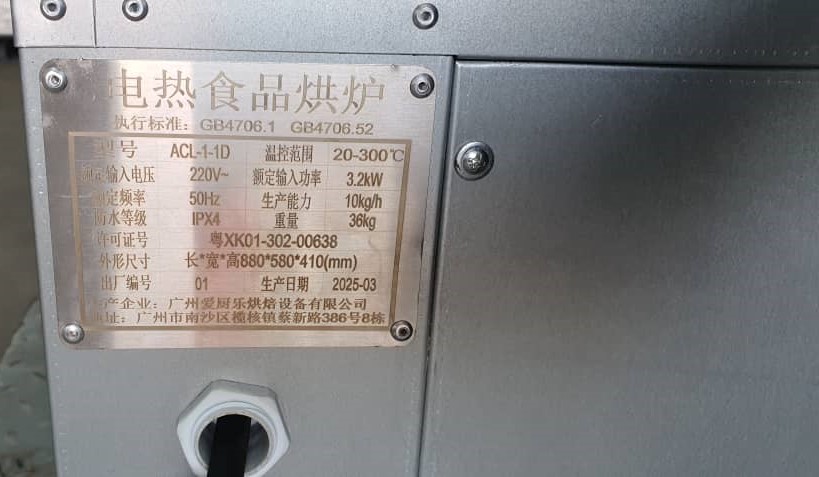 电热食品烘炉
执行标准: GB4706.1 GB4706.52
型号 ACL-1-1D 温控范围 20-300℃
额定输入电压 220V~ 额定输入功率 3.2kW
额定频率 50Hz 生产能力 10kg/h
防水等级 IPX4 重量 36kg
许可证号 粤XK01-302-00638
外形尺寸 长*宽*高880*580*410(mm)
出厂编号 01 生产日期 2025-03
生产企业: 广州爱厨乐烘焙设备有限公司
地址: 广州市南沙区榄核镇蔡新路386号8栋